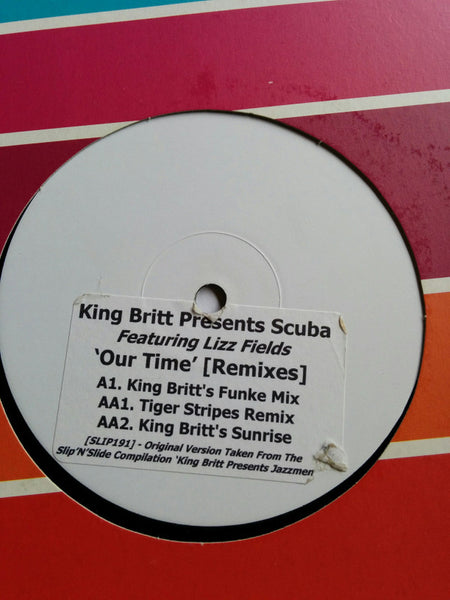 King Britt Presents Scuba
Featuring Lizz Fields
‘Our Time’ [Remixes]
A1. King Britt's Funke Mix
AA1. Tiger Stripes Remix
AA2. King Britt's Sunrise
[SLIP191] - Original Version Taken From The
Slip'N'Slide Compilation 'King Britt Presents Jazzmen